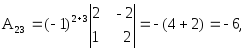 A₂₃ = (-1)²⁺³ |2 -2; 1 2| = -(4+2) = -6,